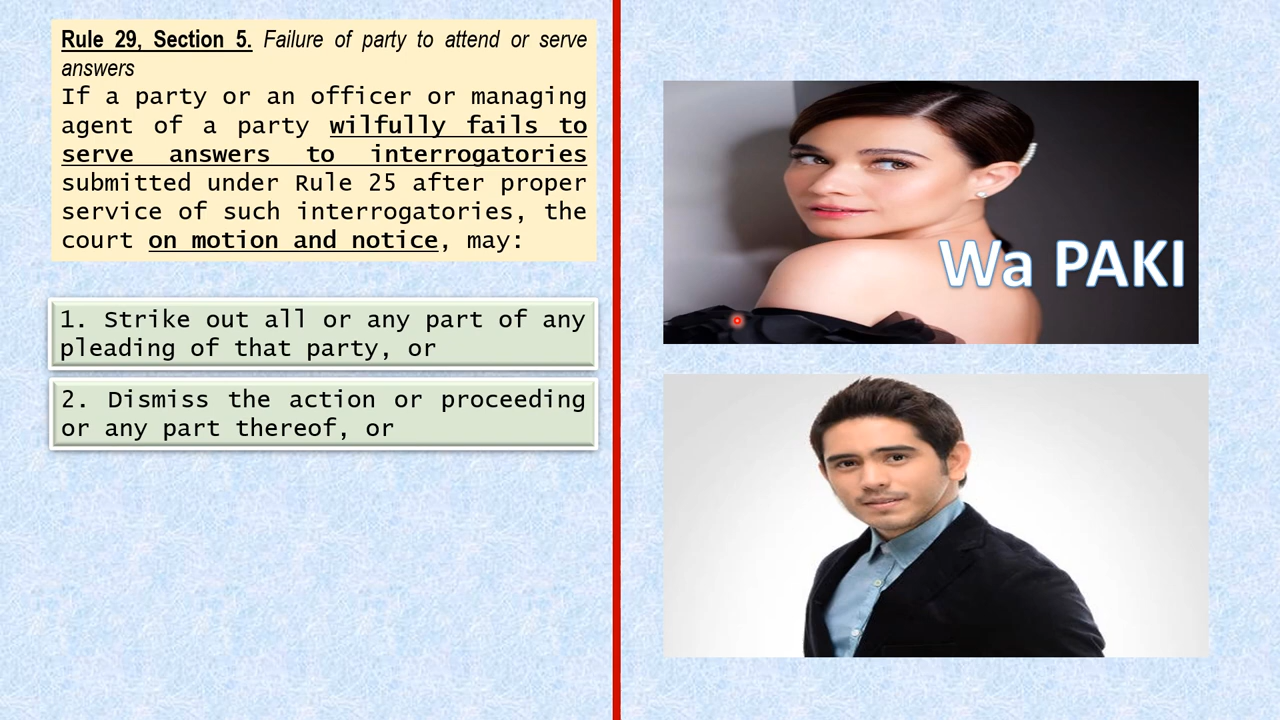 Rule 29, Section 5. Failure of party to attend or serve
answers
If a party or an officer or managing
agent of a party wilfully fails to
serve answers to interrogatories
submitted under Rule 25 after proper
service of such interrogatories, the
court on motion and notice, may:
1. Strike out all or any part of any
pleading of that party, or
2. Dismiss the action or proceeding
or any part thereof, or
Wa PAKI